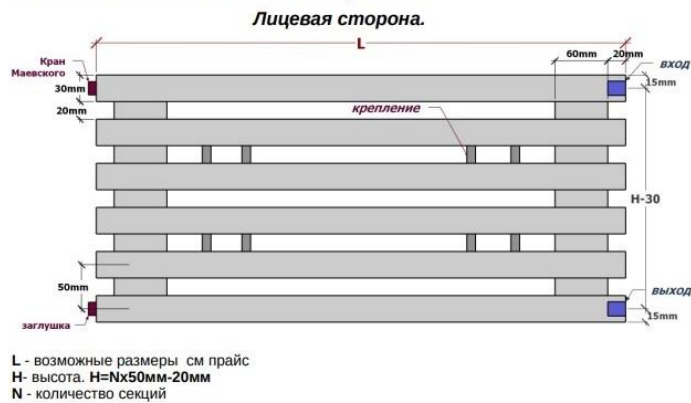 Лицевая сторона.
L
Кран
Маевского
60mm
20mm
ВХОД
30mm
15mm
20mm
крепление
H-30
50mm
ВЫХОД
заглушка
15mm
L - возможные размеры см прайс
H- высота. H=Nx50мм-20мм
N - количество секций